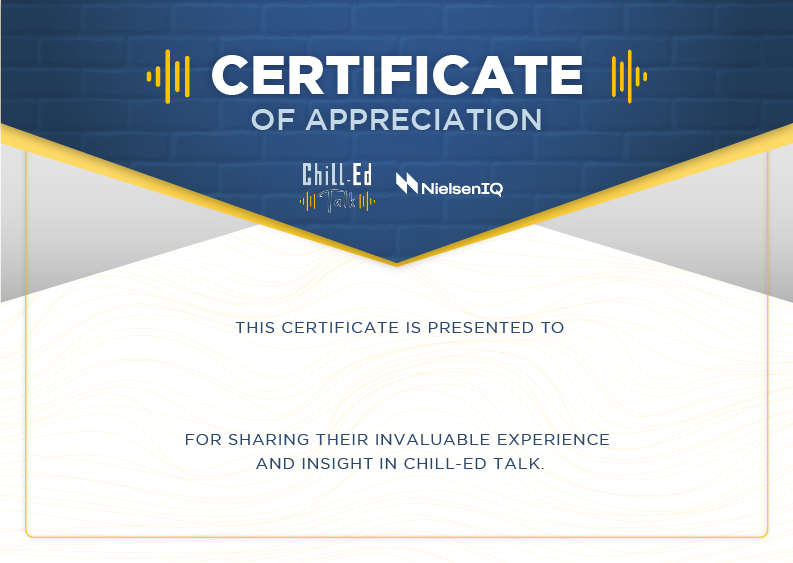 CERTIFICATE
OF APPRECIATION
Chill-Ed
Talk
NielsenIQ
THIS CERTIFICATE IS PRESENTED TO
FOR SHARING THEIR INVALUABLE EXPERIENCE
AND INSIGHT IN CHILL-ED TALK.